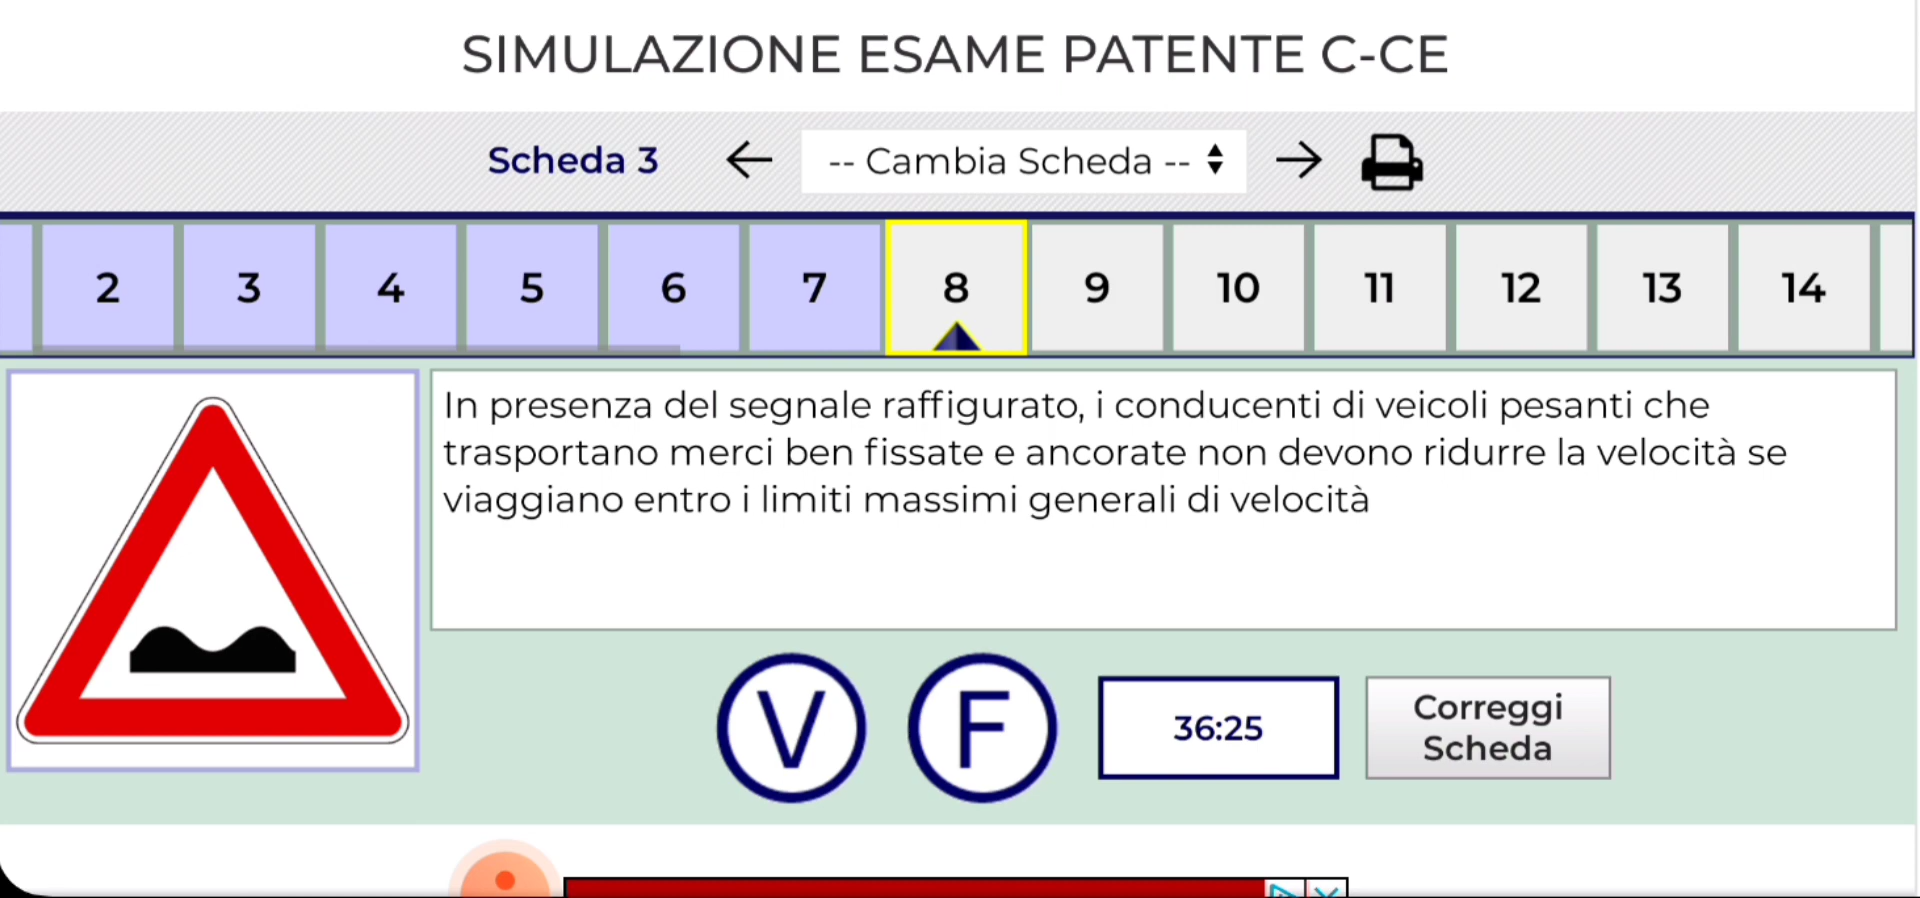 SIMULAZIONE ESAME PATENTE C-CE
Scheda 3
-- Cambia Scheda --
2 3 4 5 6 7 8 9 10 11 12 13 14
In presenza del segnale raffigurato, i conducenti di veicoli pesanti che
trasportano merci ben fissate e ancorate non devono ridurre la velocità se
viaggiano entro i limiti massimi generali di velocità
V F 36:25 Correggi
Scheda